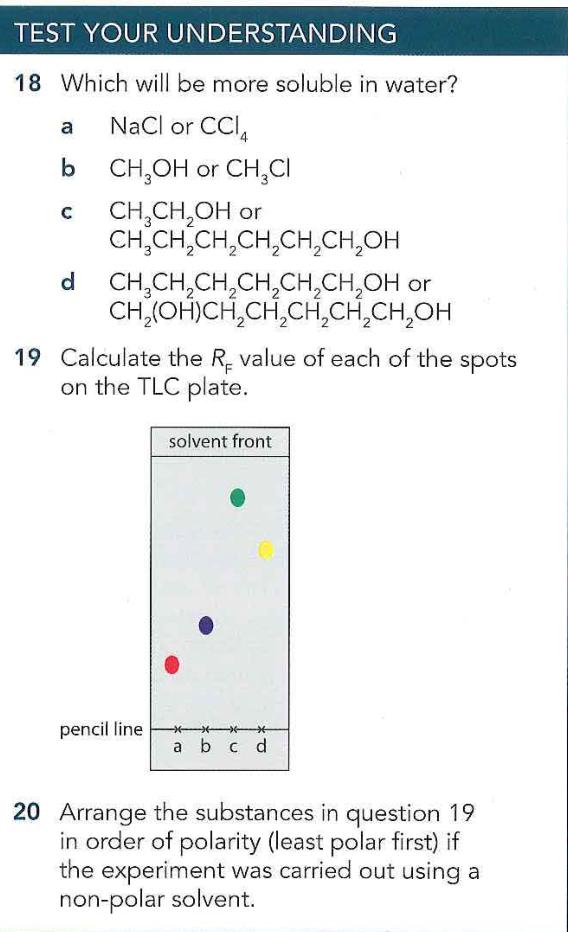 TEST YOUR UNDERSTANDING
18 Which will be more soluble in water?
a NaCl or CCl₄
b CH₃OH or CH₃Cl
c CH₃CH₂OH or
CH₃CH₂CH₂CH₂CH₂CH₂OH
d CH₃CH₂CH₂CH₂CH₂CH₂OH or
CH₂(OH)CH₂CH₂CH₂CH₂CH₂OH
19 Calculate the R_F value of each of the spots
on the TLC plate.
solvent front
pencil line
a b c d
20 Arrange the substances in question 19
in order of polarity (least polar first) if
the experiment was carried out using a
non-polar solvent.